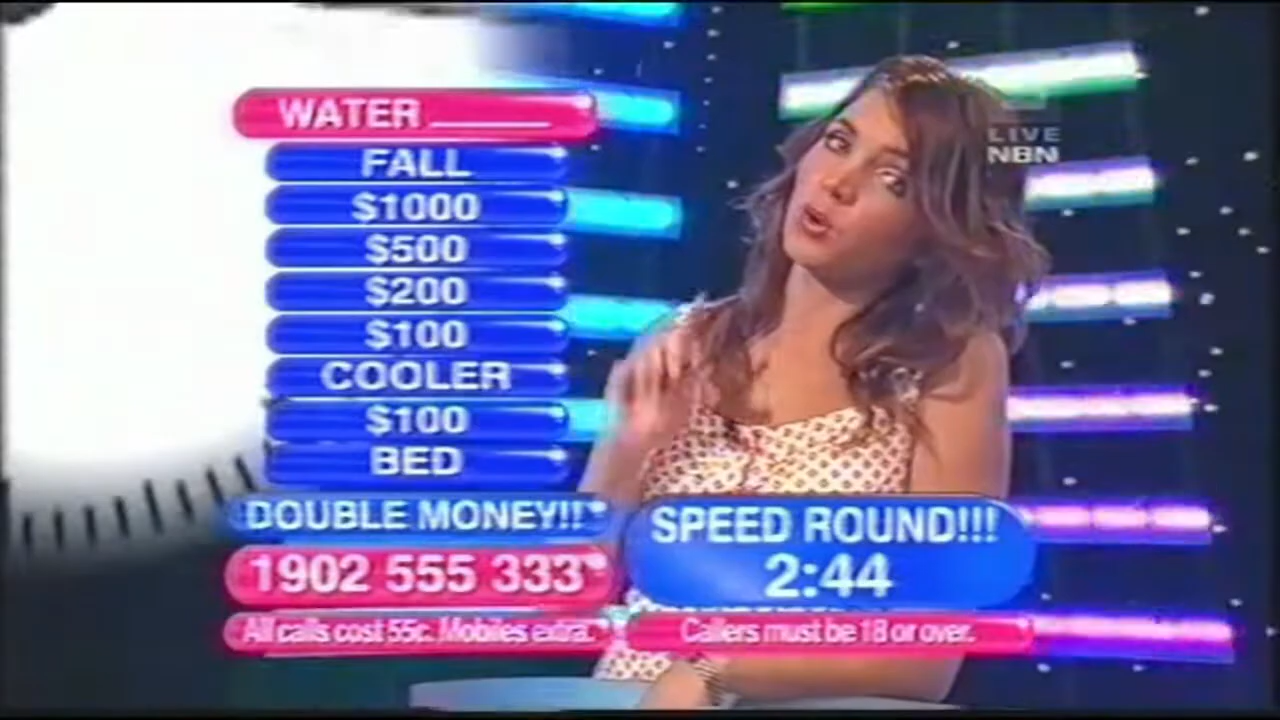 WATER ______
FALL
$1000
$500
$200
$100
COOLER
$100
BED
DOUBLE MONEY!!*
1902 555 333*
All calls cost 55c. Mobiles extra.*
SPEED ROUND!!!
2:44
Callers must be 18 or over.
LIVE
NBN